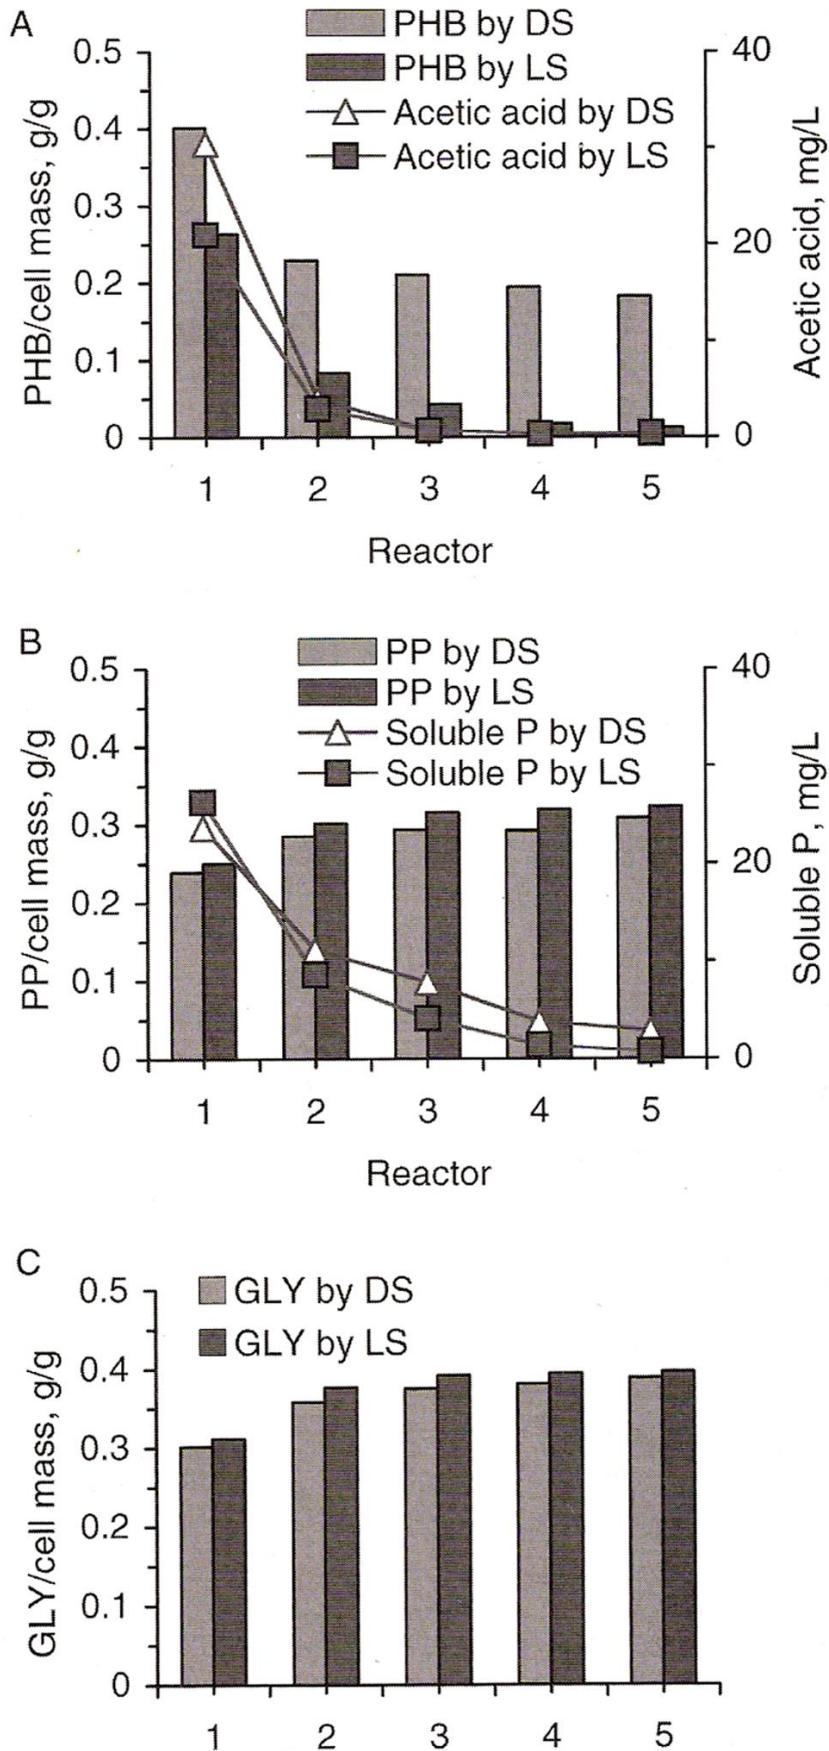 A
PHB by DS
PHB by LS
Acetic acid by DS
Acetic acid by LS
0.5
0.4
0.3
0.2
0.1
0
PHB/cell mass, g/g
40
20
0
Acetic acid, mg/L
1 2 3 4 5
Reactor
B
PP by DS
PP by LS
Soluble P by DS
Soluble P by LS
0.5
0.4
0.3
0.2
0.1
0
PP/cell mass, g/g
40
20
0
Soluble P, mg/L
1 2 3 4 5
Reactor
C
GLY by DS
GLY by LS
0.5
0.4
0.3
0.2
0.1
0
GLY/cell mass, g/g
1 2 3 4 5